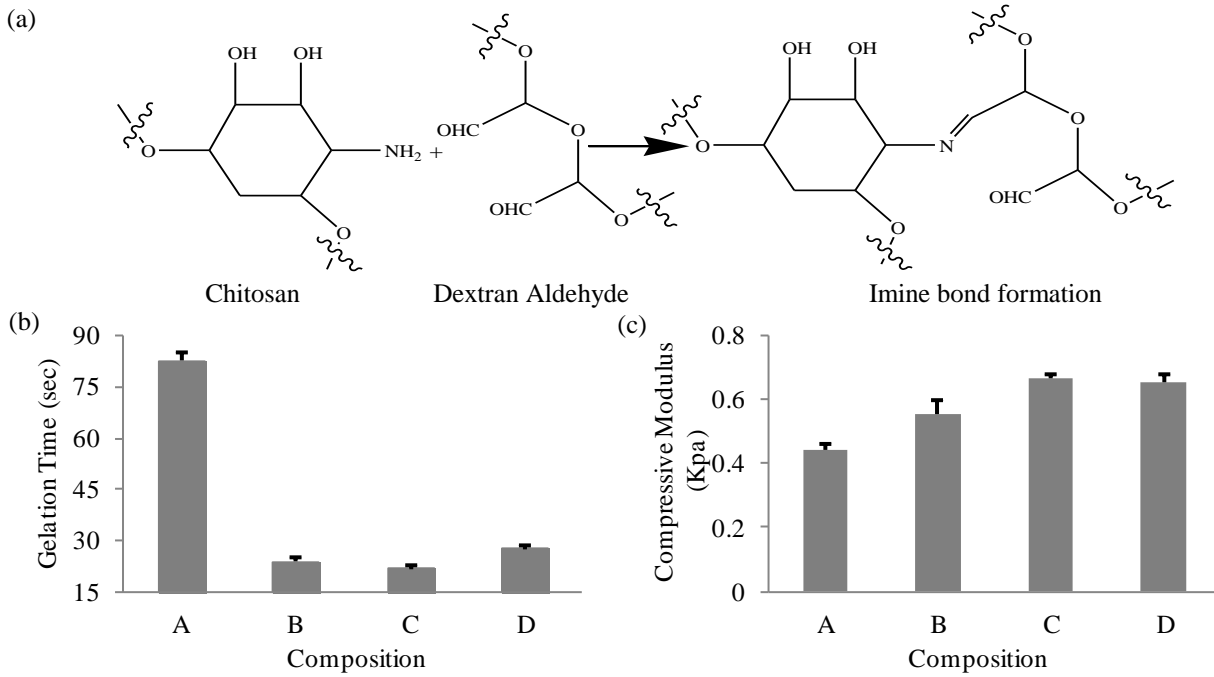 (a)
OH OH
O
NH2
+
O
OHC
O
OHC
O
O
OH OH
O
N
O
O
OHC
O
O
Chitosan
Dextran Aldehyde
Imine bond formation
(b)
Gelation Time (sec)
90
75
60
45
30
15
A B C D
Composition
(c)
Compressive Modulus
(Kpa)
0.8
0.6
0.4
0.2
0
A B C D
Composition